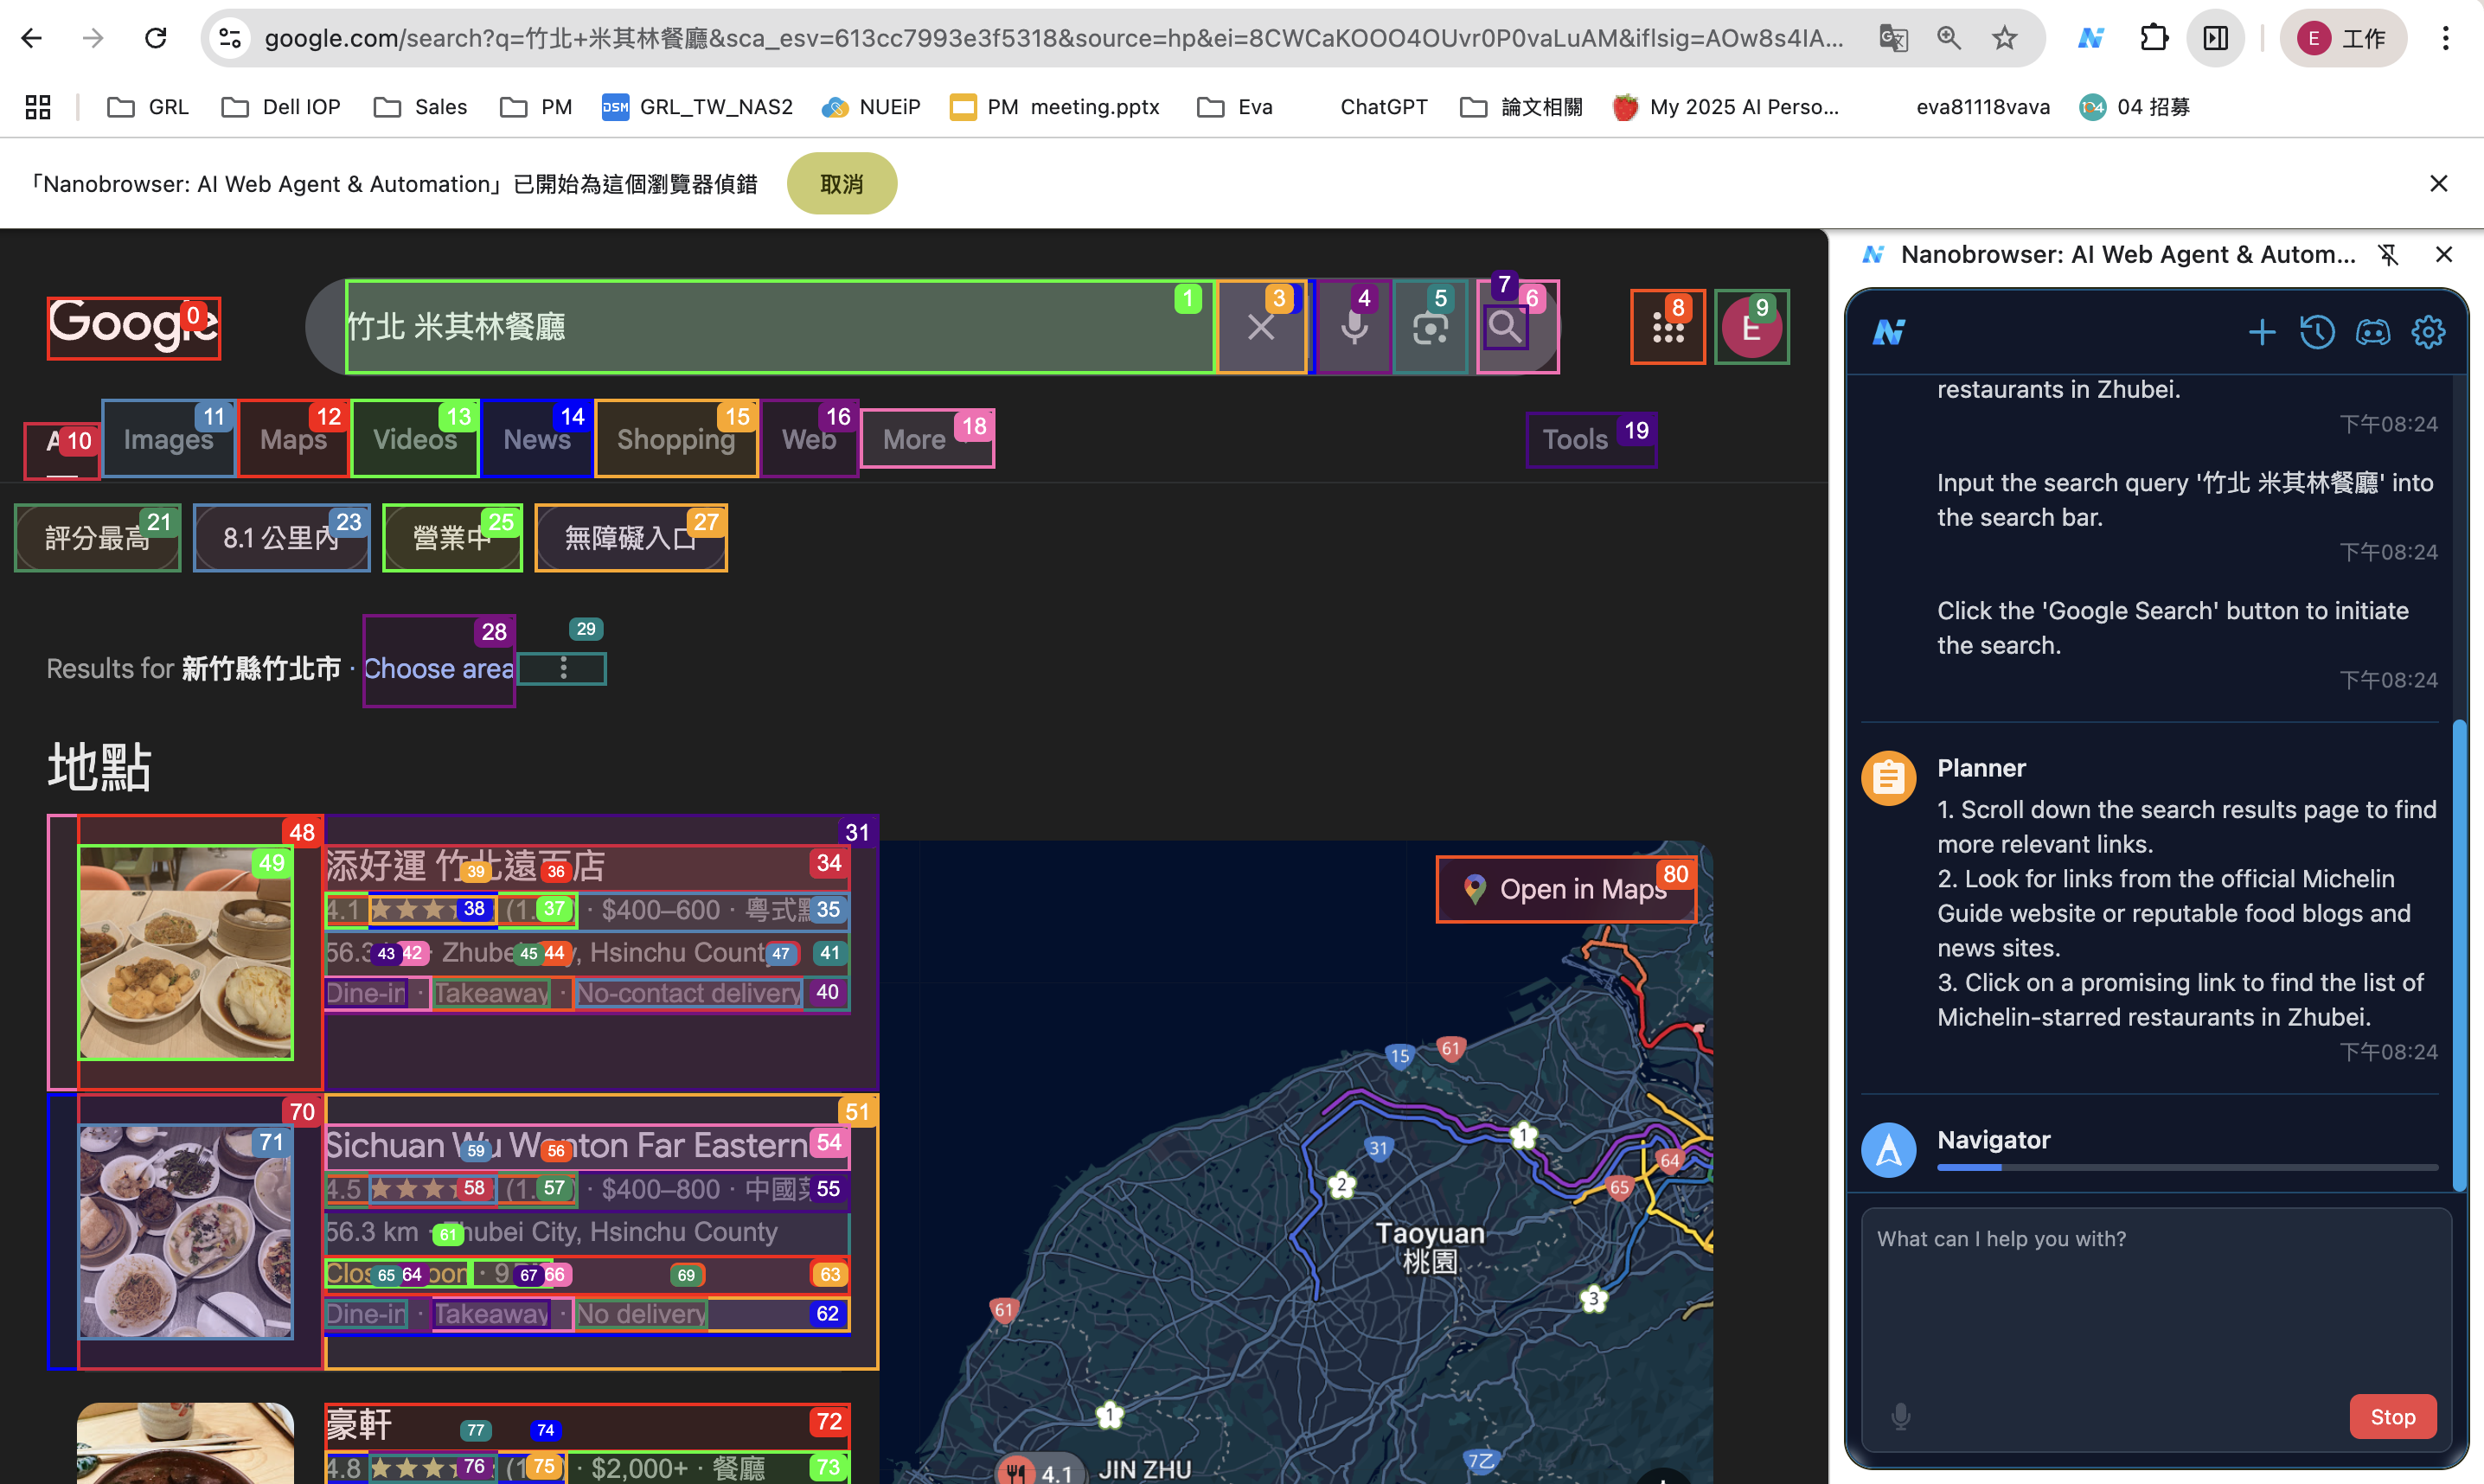 google.com/search?q=竹北+米其林餐廳&sca_esv=613cc7993e3f5318&source=hp&ei=8CWCaKOOO4OUvr0P0vaLuAM&iflsig=AOw8s4IA...
E 工作
GRL Dell IOP Sales PM DSM GRL_TW_NAS2 NUEiP PM meeting.pptx Eva ChatGPT 論文相關 My 2025 AI Perso... eva81118vava 104 04 招募
「Nanobrowser: AI Web Agent & Automation」已開始為這個瀏覽器偵錯 取消
Google 0
竹北 米其林餐廳 1 3 4 5 7 6 8 E 9
10 Images 11 Maps 12 Videos 13 News 14 Shopping 15 Web 16 More 18 Tools 19
評分最高 21 8.1 公里內 23 營業中 25 無障礙入口 27
Results for 新竹縣竹北市 · Choose area 28 29
地點
48 31
49 添好運 竹北遠百店 39 36 34
4.1 38 37 · $400–600 · 粵式 35
56.3 43 42 · Zhubei 45 44, Hsinchu County 47 41
Dine-in · Takeaway · No-contact delivery 40
70 51
71 Sichuan Wu Wonton Far Eastern 59 56 54
4.5 58 57 · $400–800 · 中國菜 55
56.3 km · Zhubei City, Hsinchu County 61
65 64 · 9 67 66 69 63
Dine-in · Takeaway · No delivery 62
豪軒 77 74 72
4.8 76 75 · $2,000+ · 餐廳 73
Open in Maps 80
15 61
31 1 64
2 65
Taoyuan
桃園
61 3
1
4.1 JIN ZHU 7乙
Nanobrowser: AI Web Agent & Autom...
restaurants in Zhubei.
下午08:24
Input the search query '竹北 米其林餐廳' into
the search bar.
下午08:24
Click the 'Google Search' button to initiate
the search.
下午08:24
Planner
1. Scroll down the search results page to find
more relevant links.
2. Look for links from the official Michelin
Guide website or reputable food blogs and
news sites.
3. Click on a promising link to find the list of
Michelin-starred restaurants in Zhubei.
下午08:24
Navigator
What can I help you with?
Stop